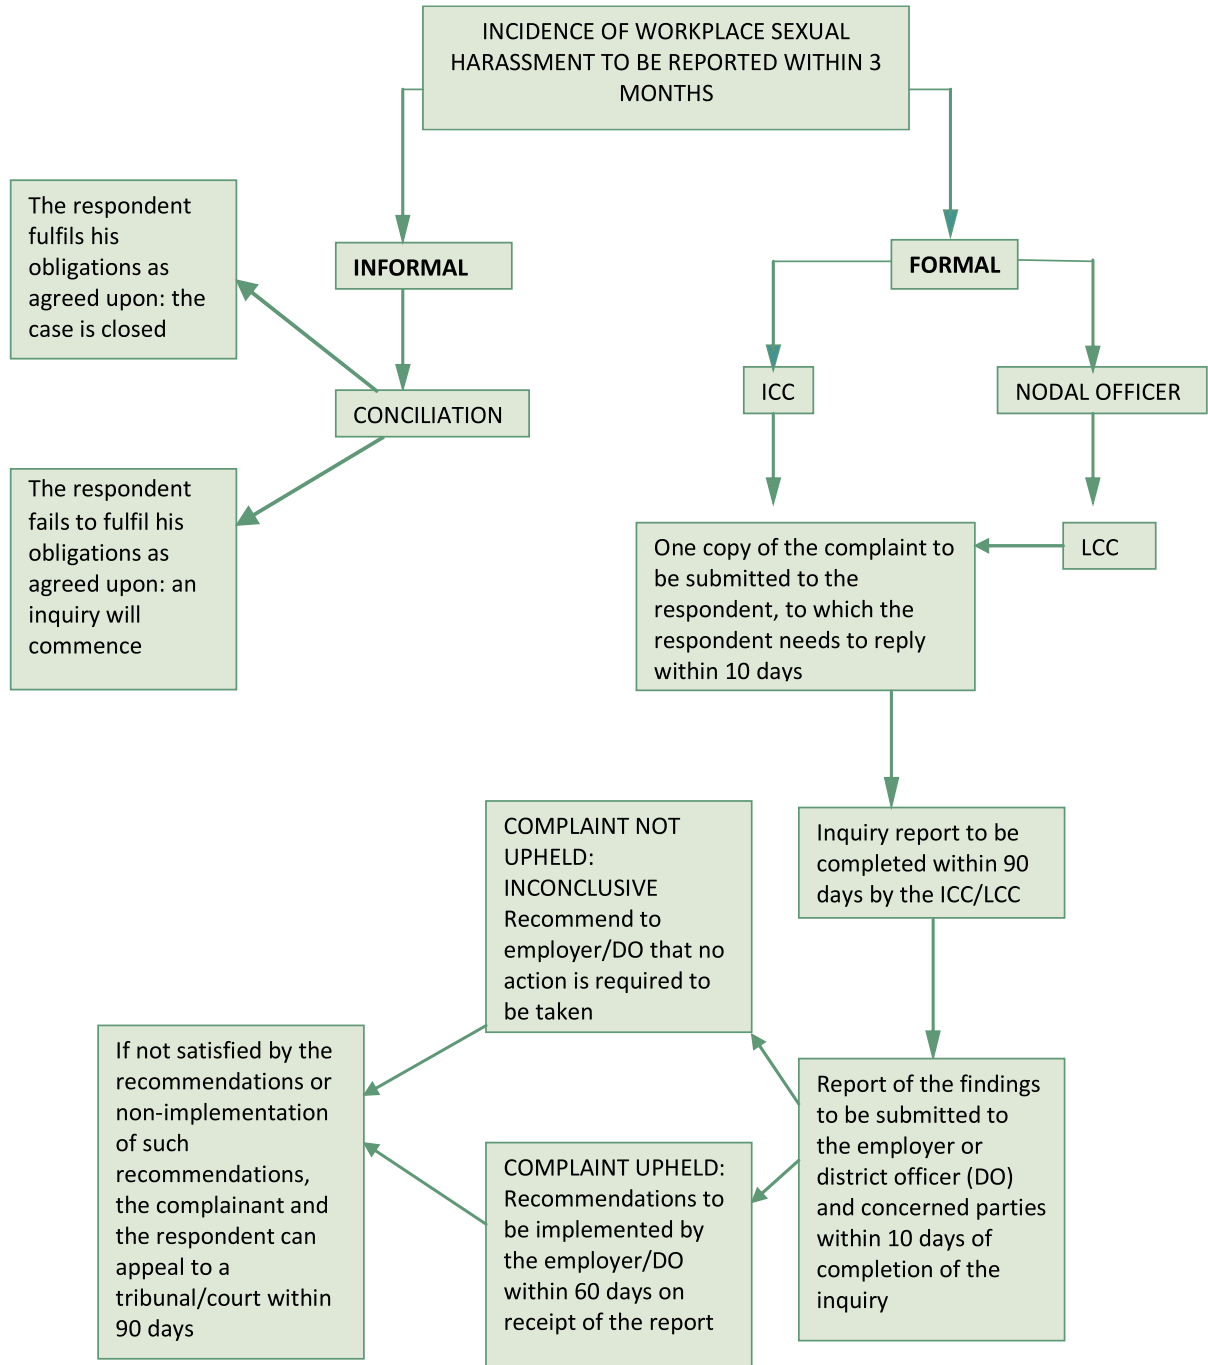 INCIDENCE OF WORKPLACE SEXUAL
HARASSMENT TO BE REPORTED WITHIN 3
MONTHS
The respondent
fulfils his
obligations as
agreed upon: the
case is closed
INFORMAL
FORMAL
CONCILIATION
ICC
NODAL OFFICER
The respondent
fails to fulfil his
obligations as
agreed upon: an
inquiry will
commence
One copy of the complaint to
be submitted to the
respondent, to which the
respondent needs to reply
within 10 days
LCC
Inquiry report to be
completed within 90
days by the ICC/LCC
COMPLAINT NOT
UPHELD:
INCONCLUSIVE
Recommend to
employer/DO that no
action is required to
be taken
Report of the findings
to be submitted to
the employer or
district officer (DO)
and concerned parties
within 10 days of
completion of the
inquiry
COMPLAINT UPHELD:
Recommendations to
be implemented by
the employer/DO
within 60 days on
receipt of the report
If not satisfied by the
recommendations or
non-implementation
of such
recommendations,
the complainant and
the respondent can
appeal to a
tribunal/court within
90 days